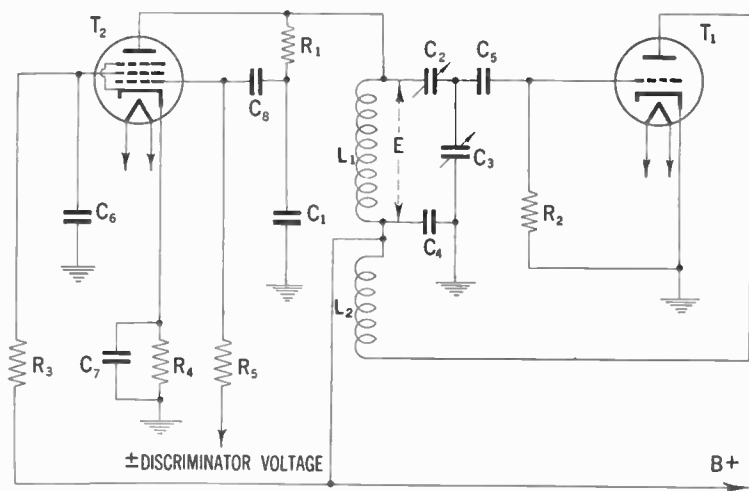 T₂
R₁
C₂
C₅
T₁
C₈
E
L₁
C₃
C₆
C₁
R₂
C₄
L₂
R₃
C₇
R₄
R₅
±DISCRIMINATOR VOLTAGE
B+